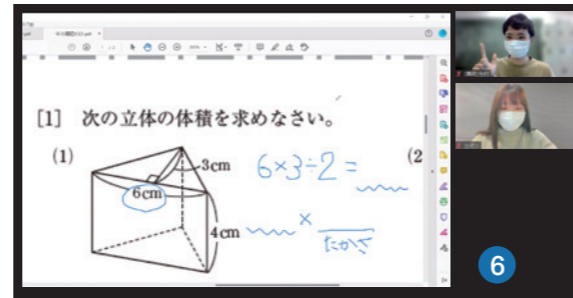 [1] 次の立体の体積を求めなさい。
(1)
3cm
6cm
4cm
6×3÷2=
×
たかさ
(2
6